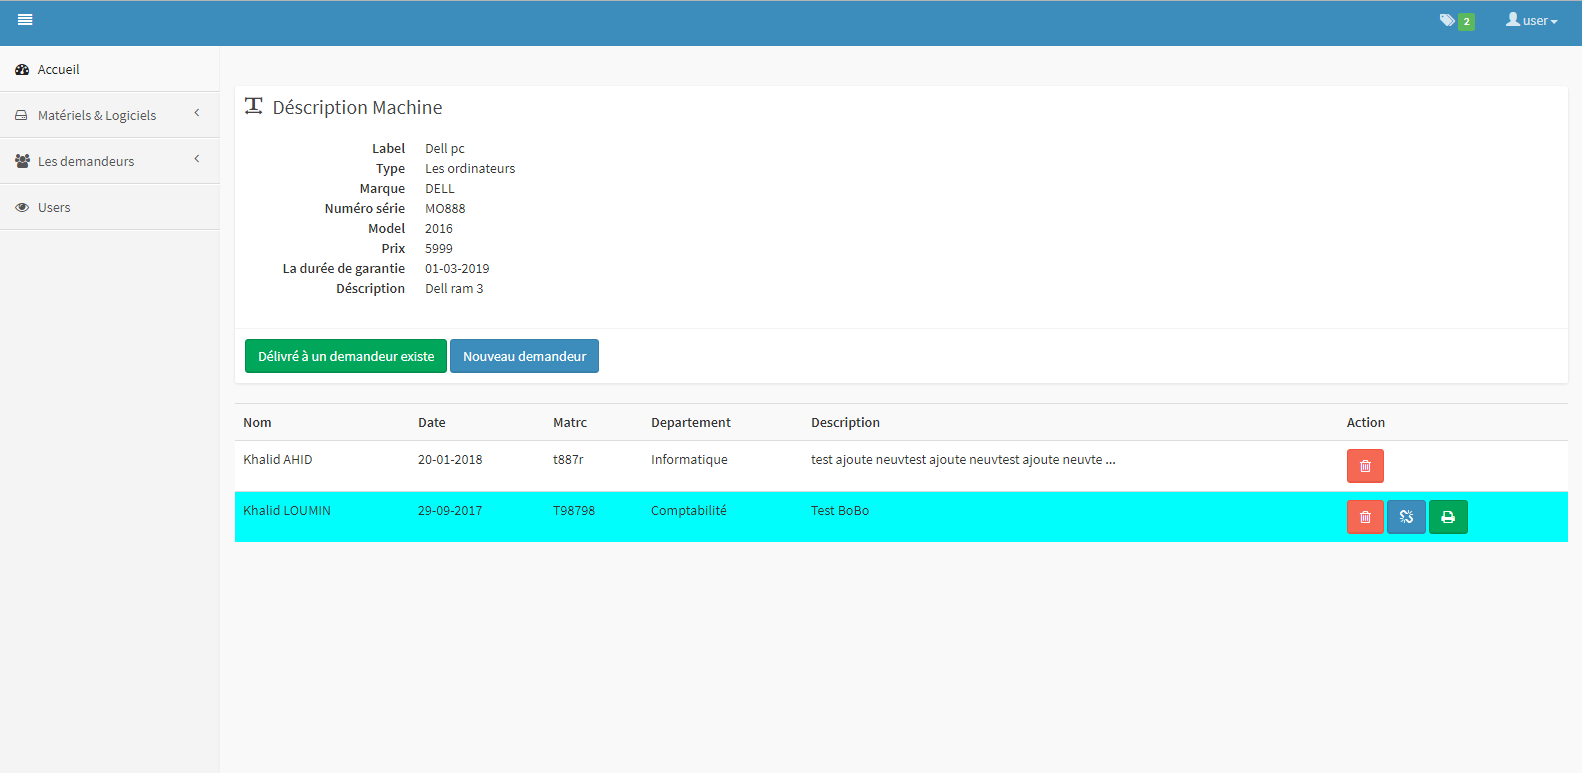 2 user
Accueil
Matériels & Logiciels
Les demandeurs
Users
Déscription Machine
Label Dell pc
Type Les ordinateurs
Marque DELL
Numéro série MO888
Model 2016
Prix 5999
La durée de garantie 01-03-2019
Déscription Dell ram 3
Délivré à un demandeur existe Nouveau demandeur
Nom Date Matrc Departement Description Action
Khalid AHID 20-01-2018 t887r Informatique test ajoute neuvtest ajoute neuvtest ajoute neuvte ...
Khalid LOUMIN 29-09-2017 T98798 Comptabilité Test BoBo